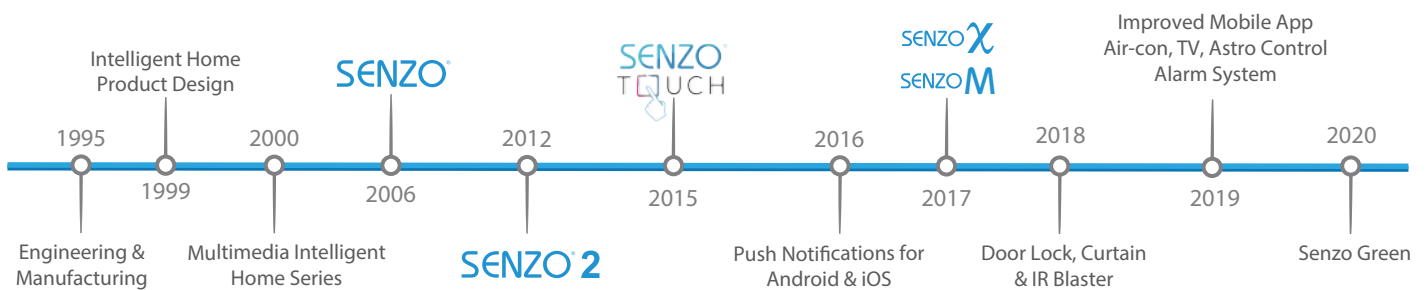 1995
Engineering &
Manufacturing
Intelligent Home
Product Design
1999
2000
Multimedia Intelligent
Home Series
SENZO®
2006
2012
SENZO® 2
SENZO®
TOUCH
2015
2016
Push Notifications for
Android & iOS
SENZO X
SENZO M
2017
2018
Door Lock, Curtain
& IR Blaster
Improved Mobile App
Air-con, TV, Astro Control
Alarm System
2019
2020
Senzo Green